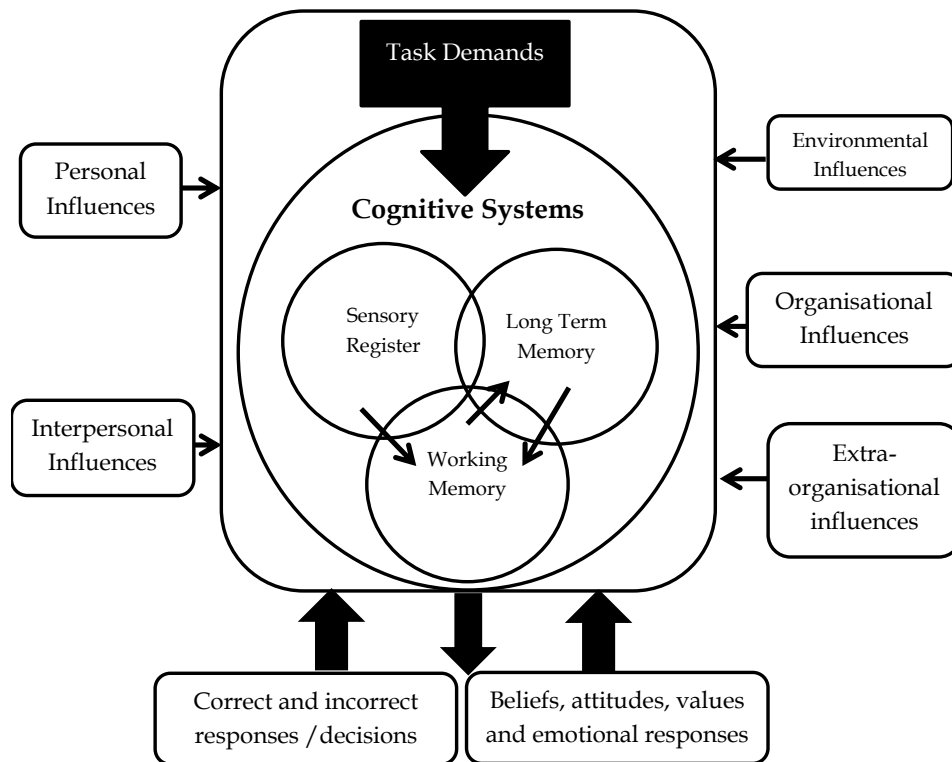 Task Demands
Personal
Influences
Environmental
Influences
Cognitive Systems
Sensory
Register
Long Term
Memory
Organisational
Influences
Interpersonal
Influences
Working
Memory
Extra-
organisational
influences
Correct and incorrect
responses /decisions
Beliefs, attitudes, values
and emotional responses